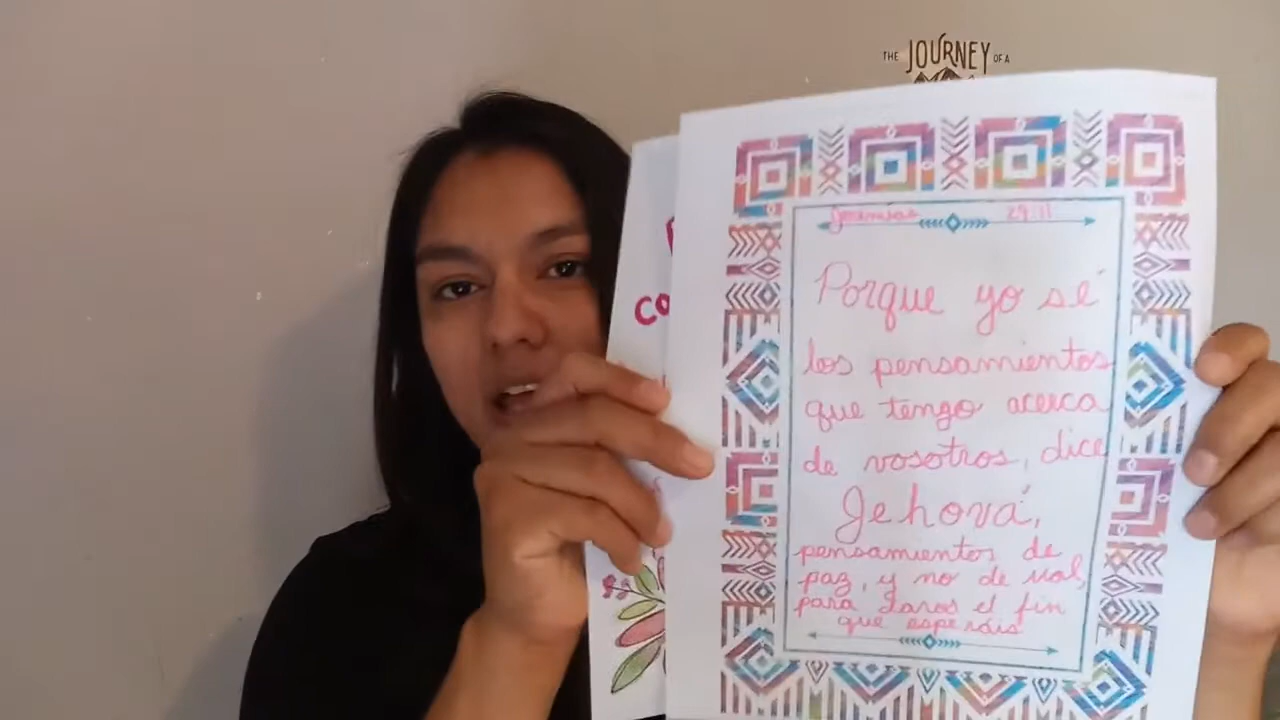 THE JOURNEY OF A
Jeremías 29:11
Porque yo sé
los pensamientos
que tengo acerca
de vosotros, dice
Jehová,
pensamientos de
paz, y no de mal,
para daros el fin
que esperáis